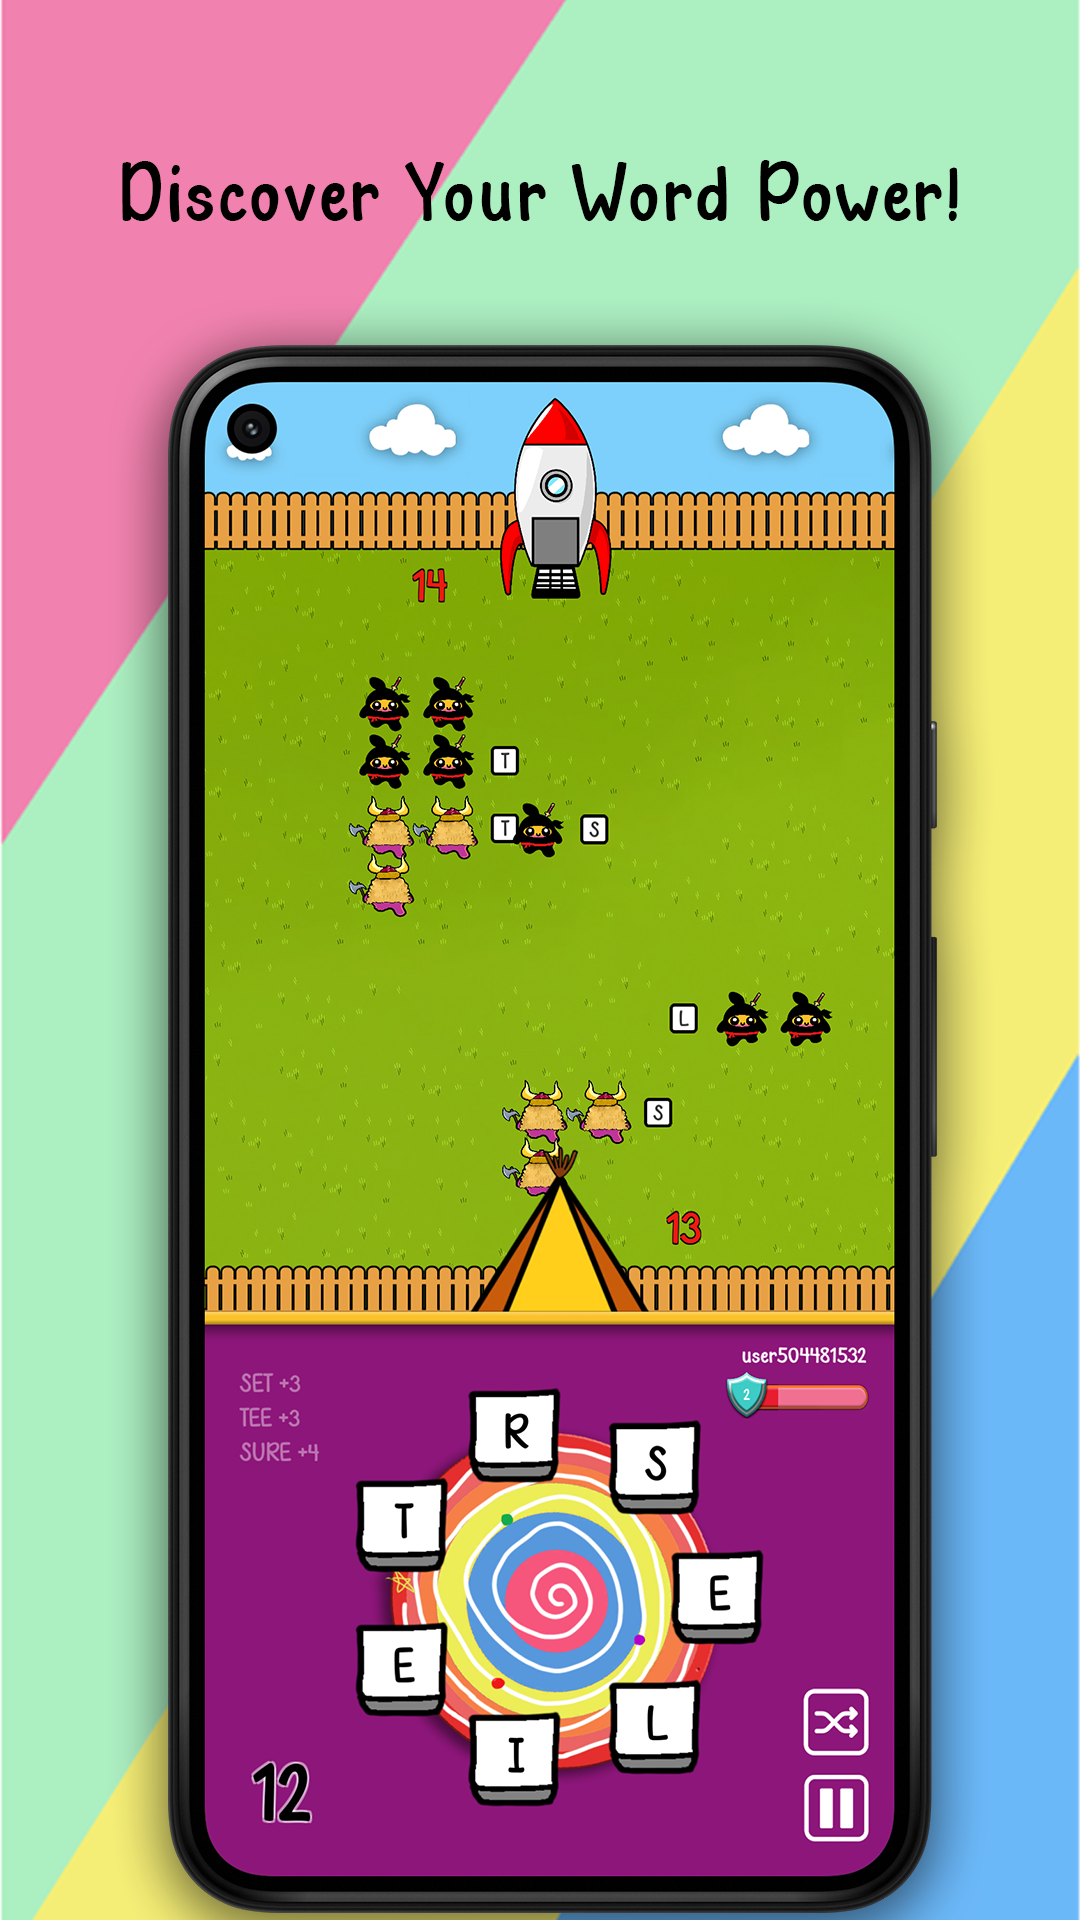 Discover Your Word Power!
14
T
T S
L
S
13
user504481532
2
SET +3
TEE +3
SURE +4
R
S
T
E
E
L
I
12